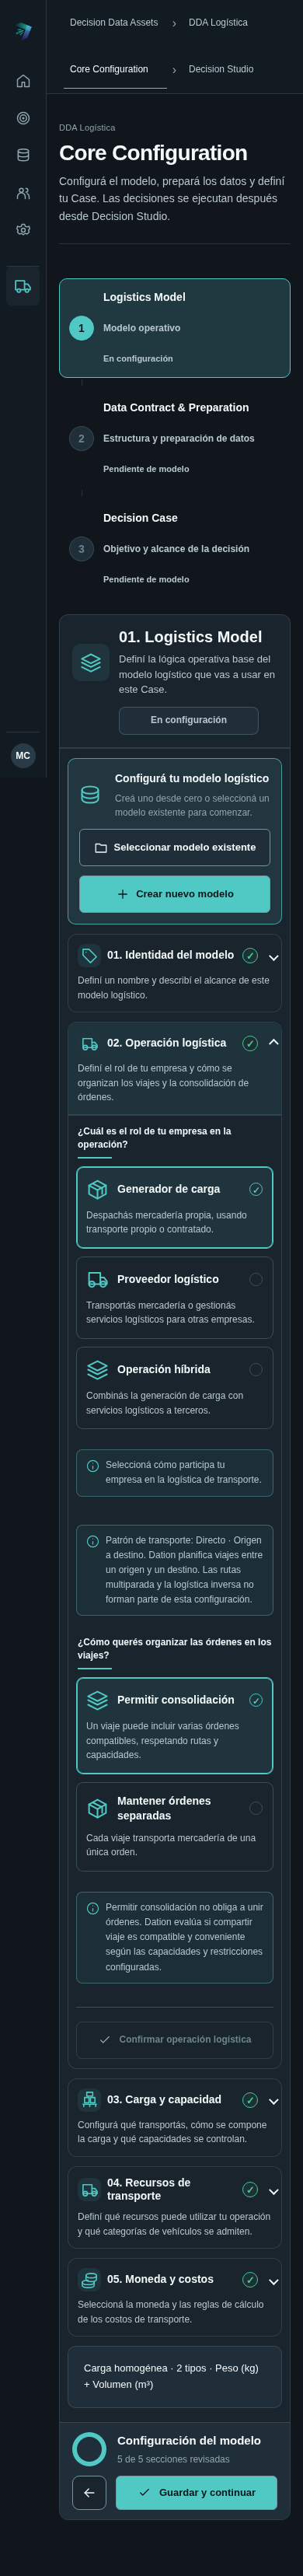 Decision Data Assets › DDA Logística
Core Configuration › Decision Studio
DDA Logística
Core Configuration
Configurá el modelo, prepará los datos y definí
tu Case. Las decisiones se ejecutan después
desde Decision Studio.
Logistics Model
1 Modelo operativo
En configuración
Data Contract & Preparation
2 Estructura y preparación de datos
Pendiente de modelo
Decision Case
3 Objetivo y alcance de la decisión
Pendiente de modelo
MC
01. Logistics Model
Definí la lógica operativa base del
modelo logístico que vas a usar en
este Case.
En configuración
Configurá tu modelo logístico
Creá uno desde cero o seleccioná un
modelo existente para comenzar.
Seleccionar modelo existente
Crear nuevo modelo
01. Identidad del modelo
Definí un nombre y describí el alcance de este
modelo logístico.
02. Operación logística
Definí el rol de tu empresa y cómo se
organizan los viajes y la consolidación de
órdenes.
¿Cuál es el rol de tu empresa en la
operación?
Generador de carga
Despachás mercadería propia, usando
transporte propio o contratado.
Proveedor logístico
Transportás mercadería o gestionás
servicios logísticos para otras empresas.
Operación híbrida
Combinás la generación de carga con
servicios logísticos a terceros.
Seleccioná cómo participa tu
empresa en la logística de transporte.
Patrón de transporte: Directo · Origen
a destino. Dation planifica viajes entre
un origen y un destino. Las rutas
multiparada y la logística inversa no
forman parte de esta configuración.
¿Cómo querés organizar las órdenes en los
viajes?
Permitir consolidación
Un viaje puede incluir varias órdenes
compatibles, respetando rutas y
capacidades.
Mantener órdenes
separadas
Cada viaje transporta mercadería de una
única orden.
Permitir consolidación no obliga a unir
órdenes. Dation evalúa si compartir
viaje es compatible y conveniente
según las capacidades y restricciones
configuradas.
Confirmar operación logística
03. Carga y capacidad
Configurá qué transportás, cómo se compone
la carga y qué capacidades se controlan.
04. Recursos de
transporte
Definí qué recursos puede utilizar tu operación
y qué categorías de vehículos se admiten.
05. Moneda y costos
Seleccioná la moneda y las reglas de cálculo
de los costos de transporte.
Carga homogénea · 2 tipos · Peso (kg)
+ Volumen (m³)
Configuración del modelo
5 de 5 secciones revisadas
Guardar y continuar